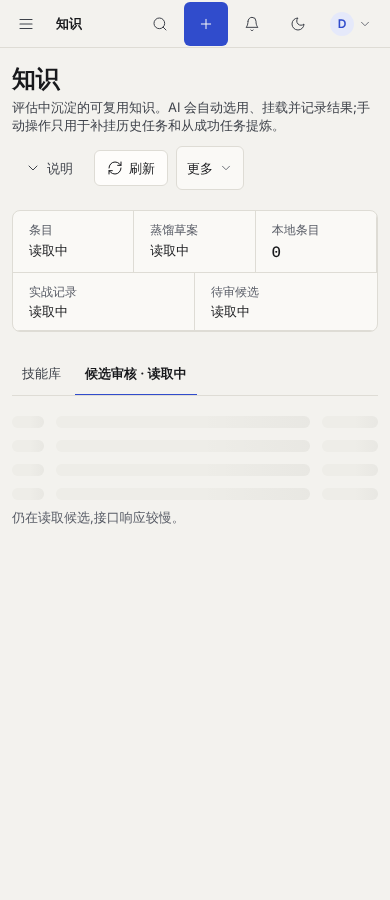 知识
D
知识
评估中沉淀的可复用知识。AI 会自动选用、挂载并记录结果;手
动操作只用于补挂历史任务和从成功任务提炼。
说明
刷新
更多
条目
读取中
蒸馏草案
读取中
本地条目
0
实战记录
读取中
待审候选
读取中
技能库
候选审核 · 读取中
仍在读取候选,接口响应较慢。